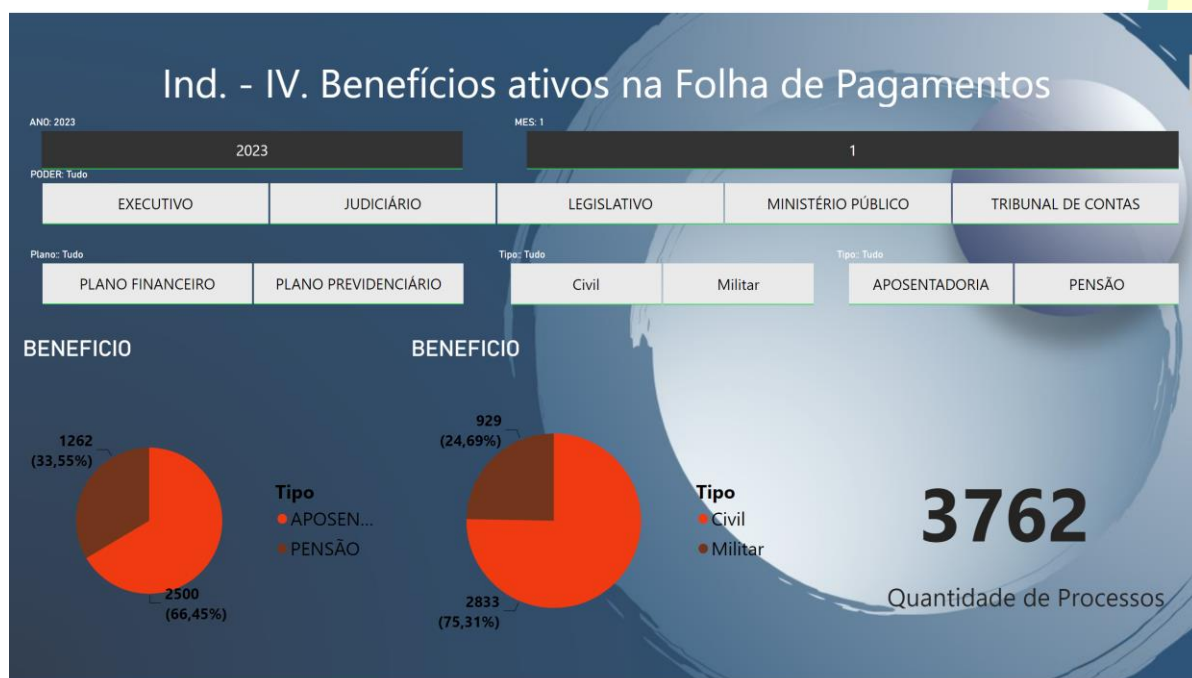 Ind. - IV. Benefícios ativos na Folha de Pagamentos
ANO: 2023
MES: 1
2023
1
PODER: Tudo
EXECUTIVO
JUDICIÁRIO
LEGISLATIVO
MINISTÉRIO PÚBLICO
TRIBUNAL DE CONTAS
Plano:: Tudo
Tipo:: Tudo
Tipo:: Tudo
PLANO FINANCEIRO
PLANO PREVIDENCIÁRIO
Civil
Militar
APOSENTADORIA
PENSÃO
BENEFICIO
1262
(33,55%)
2500
(66,45%)
Tipo
APOSEN...
PENSÃO
BENEFICIO
929
(24,69%)
2833
(75,31%)
Tipo
Civil
Militar
3762
Quantidade de Processos